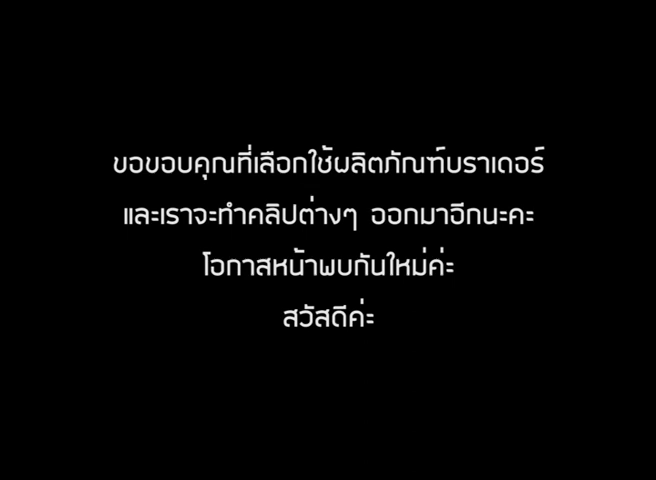 ขอขอบคุณที่เลือกใช้ผลิตภัณฑ์บราเดอร์
และเราจะทำคลิปต่างๆ ออกมาอีกนะคะ
โอกาสหน้าพบกันใหม่ค่ะ
สวัสดีค่ะ